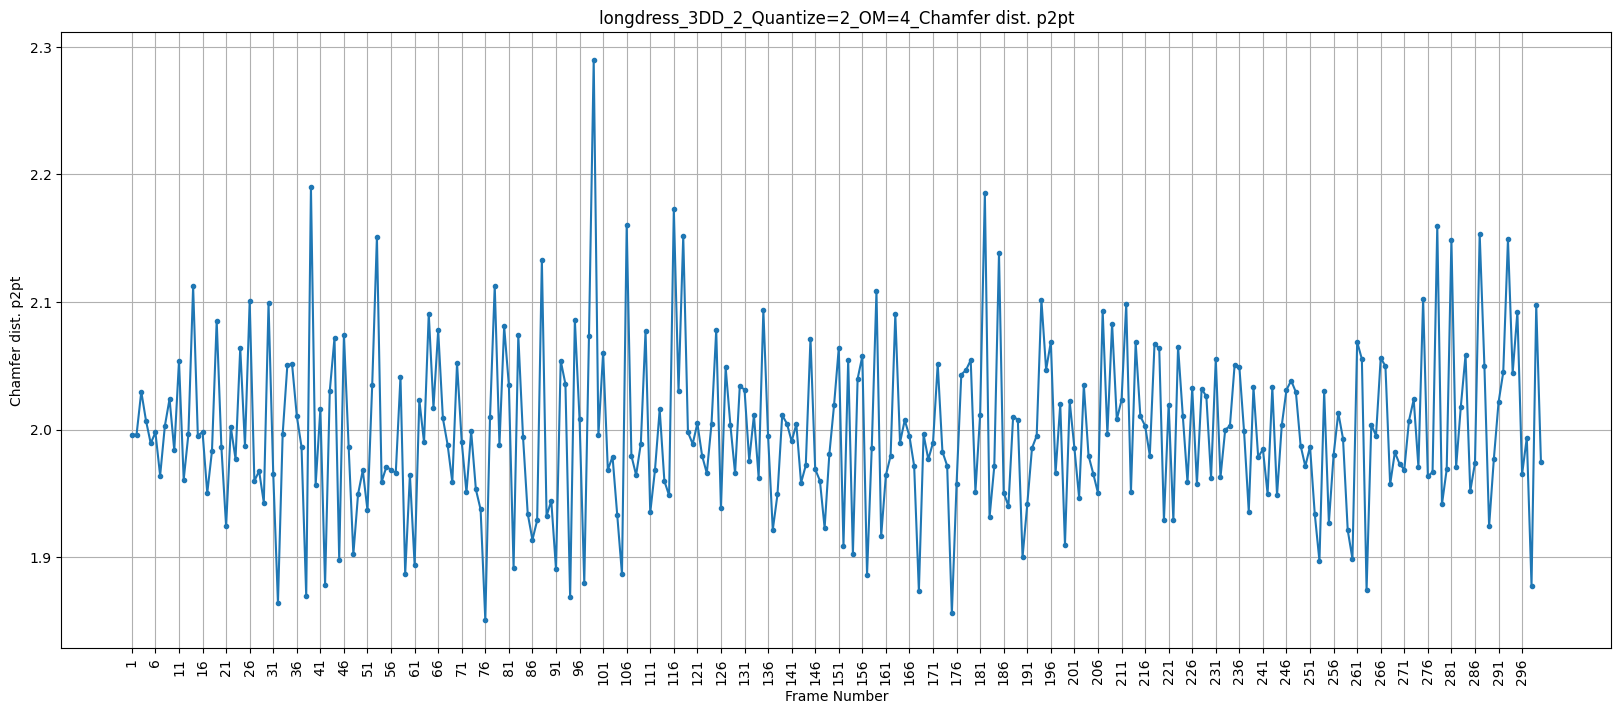 longdress_3DD_2_Quantize=2_OM=4_Chamfer dist. p2pt
Chamfer dist. p2pt
2.3
2.2
2.1
2.0
1.9
1 6 11 16 21 26 31 36 41 46 51 56 61 66 71 76 81 86 91 96 101 106 111 116 121 126 131 136 141 146 151 156 161 166 171 176 181 186 191 196 201 206 211 216 221 226 231 236 241 246 251 256 261 266 271 276 281 286 291 296
Frame Number